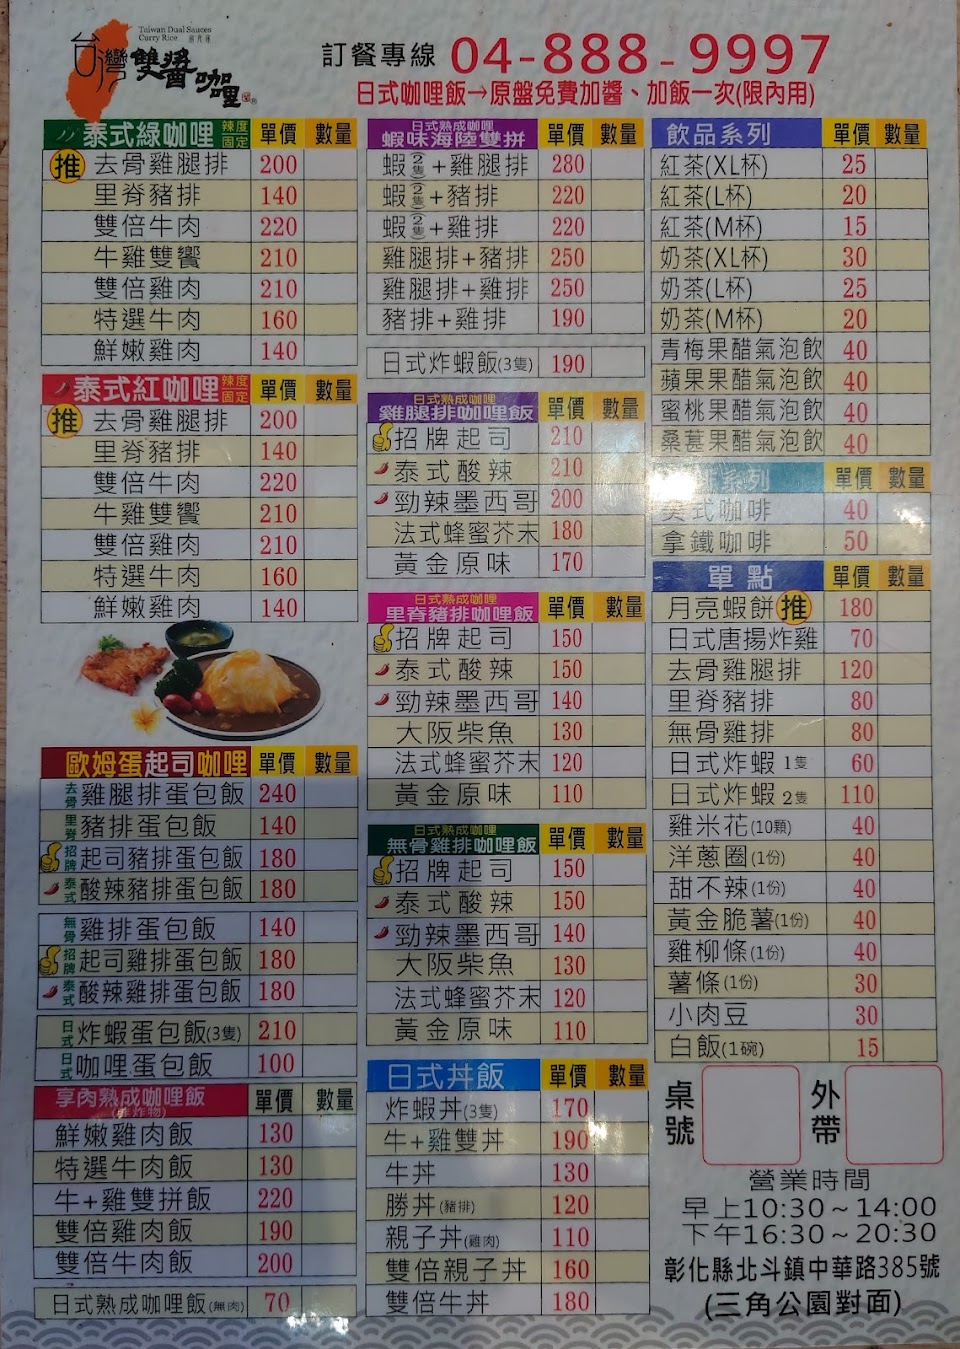 Taiwan Dual Sauces
Curry Rice
台灣雙醬咖哩
訂餐專線 04-888-9997
日式咖哩飯→原盤免費加醬、加飯一次(限內用)
泰式綠咖哩 辣度固定 單價 數量
推 去骨雞腿排 200
里脊豬排 140
雙倍牛肉 220
牛雞雙饗 210
雙倍雞肉 210
特選牛肉 160
鮮嫩雞肉 140
泰式紅咖哩 辣度固定 單價 數量
推 去骨雞腿排 200
里脊豬排 140
雙倍牛肉 220
牛雞雙饗 210
雙倍雞肉 210
特選牛肉 160
鮮嫩雞肉 140
歐姆蛋起司咖哩 單價 數量
去骨 雞腿排蛋包飯 240
里脊 豬排蛋包飯 140
招牌 起司豬排蛋包飯 180
泰式 酸辣豬排蛋包飯 180
無骨 雞排蛋包飯 140
招牌 起司雞排蛋包飯 180
泰式 酸辣雞排蛋包飯 180
日式 炸蝦蛋包飯(3隻) 210
日式 咖哩蛋包飯 100
享肉熟成咖哩飯 單價 數量
(非炸物)
鮮嫩雞肉飯 130
特選牛肉飯 130
牛+雞雙拼飯 220
雙倍雞肉飯 190
雙倍牛肉飯 200
日式熟成咖哩飯(無肉) 70
日式熟成咖哩
蝦味海陸雙拼 單價 數量
蝦(2隻)+雞腿排 280
蝦(2隻)+豬排 220
蝦(2隻)+雞排 220
雞腿排+豬排 250
雞腿排+雞排 250
豬排+雞排 190
日式炸蝦飯(3隻) 190
日式熟成咖哩
雞腿排咖哩飯 單價 數量
招牌起司 210
泰式酸辣 210
勁辣墨西哥 200
法式蜂蜜芥末 180
黃金原味 170
日式熟成咖哩
里脊豬排咖哩飯 單價 數量
招牌起司 150
泰式酸辣 150
勁辣墨西哥 140
大阪柴魚 130
法式蜂蜜芥末 120
黃金原味 110
日式熟成咖哩
無骨雞排咖哩飯 單價 數量
招牌起司 150
泰式酸辣 150
勁辣墨西哥 140
大阪柴魚 130
法式蜂蜜芥末 120
黃金原味 110
日式丼飯 單價 數量
炸蝦丼(3隻) 170
牛+雞雙丼 190
牛丼 130
勝丼(豬排) 120
親子丼(雞肉) 110
雙倍親子丼 160
雙倍牛丼 180
飲品系列 單價 數量
紅茶(XL杯) 25
紅茶(L杯) 20
紅茶(M杯) 15
奶茶(XL杯) 30
奶茶(L杯) 25
奶茶(M杯) 20
青梅果醋氣泡飲 40
蘋果果醋氣泡飲 40
蜜桃果醋氣泡飲 40
桑葚果醋氣泡飲 40
系列 單價 數量
美式咖啡 40
拿鐵咖啡 50
單點 單價 數量
月亮蝦餅 推 180
日式唐揚炸雞 70
去骨雞腿排 120
里脊豬排 80
無骨雞排 80
日式炸蝦 1隻 60
日式炸蝦 2隻 110
雞米花(10顆) 40
洋蔥圈(1份) 40
甜不辣(1份) 40
黃金脆薯(1份) 40
雞柳條(1份) 40
薯條(1份) 30
小肉豆 30
白飯(1碗) 15
桌號 外帶
營業時間
早上10:30~14:00
下午16:30~20:30
彰化縣北斗鎮中華路385號
(三角公園對面)